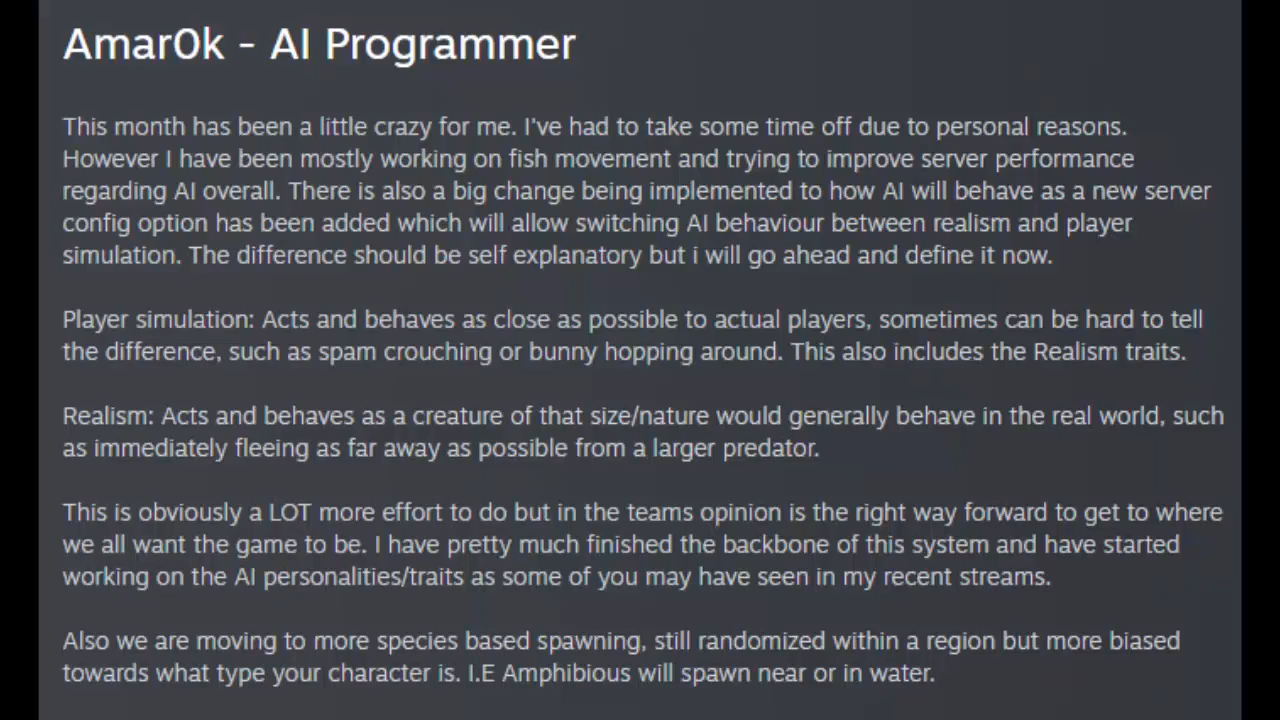 Amar0k - AI Programmer
This month has been a little crazy for me. I've had to take some time off due to personal reasons.
However I have been mostly working on fish movement and trying to improve server performance
regarding AI overall. There is also a big change being implemented to how AI will behave as a new server
config option has been added which will allow switching AI behaviour between realism and player
simulation. The difference should be self explanatory but i will go ahead and define it now.
Player simulation: Acts and behaves as close as possible to actual players, sometimes can be hard to tell
the difference, such as spam crouching or bunny hopping around. This also includes the Realism traits.
Realism: Acts and behaves as a creature of that size/nature would generally behave in the real world, such
as immediately fleeing as far away as possible from a larger predator.
This is obviously a LOT more effort to do but in the teams opinion is the right way forward to get to where
we all want the game to be. I have pretty much finished the backbone of this system and have started
working on the AI personalities/traits as some of you may have seen in my recent streams.
Also we are moving to more species based spawning, still randomized within a region but more biased
towards what type your character is. I.E Amphibious will spawn near or in water.